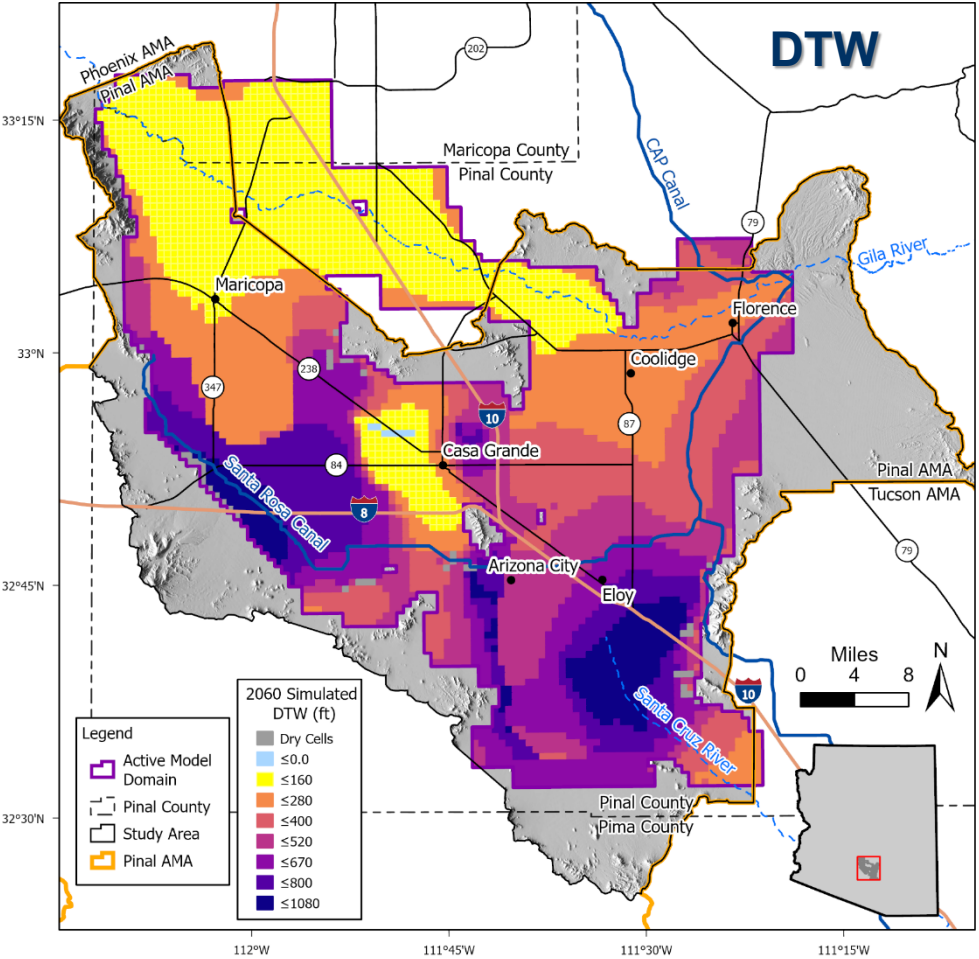 DTW
Phoenix AMA
Pinal AMA
202
33°15'N
Maricopa County
Pinal County
CAP Canal
79
Gila River
Maricopa
Florence
33°N
Coolidge
238
347
10
87
Casa Grande
84
Pinal AMA
Tucson AMA
Santa Rosa Canal
8
79
Arizona City
32°45'N
Eloy
Miles
0 4 8
N
10
Santa Cruz River
2060 Simulated
DTW (ft)
Dry Cells
≤0.0
≤160
≤280
≤400
≤520
≤670
≤800
≤1080
Legend
Active Model
Domain
Pinal County
Study Area
Pinal AMA
Pinal County
Pima County
32°30'N
112°W
111°45'W
111°30'W
111°15'W